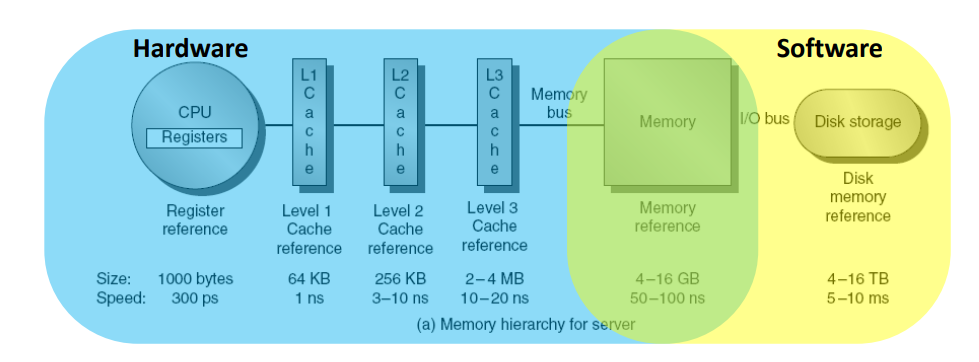 Hardware
Software
CPU
Registers
L1
C
a
c
h
e
L2
C
a
c
h
e
L3
C
a
c
h
e
Memory
bus
Memory
I/O bus
Disk storage
Register
reference
Level 1
Cache
reference
Level 2
Cache
reference
Level 3
Cache
reference
Memory
reference
Disk
memory
reference
Size: 1000 bytes 64 KB 256 KB 2–4 MB 4–16 GB 4–16 TB
Speed: 300 ps 1 ns 3–10 ns 10–20 ns 50–100 ns 5–10 ms
(a) Memory hierarchy for server